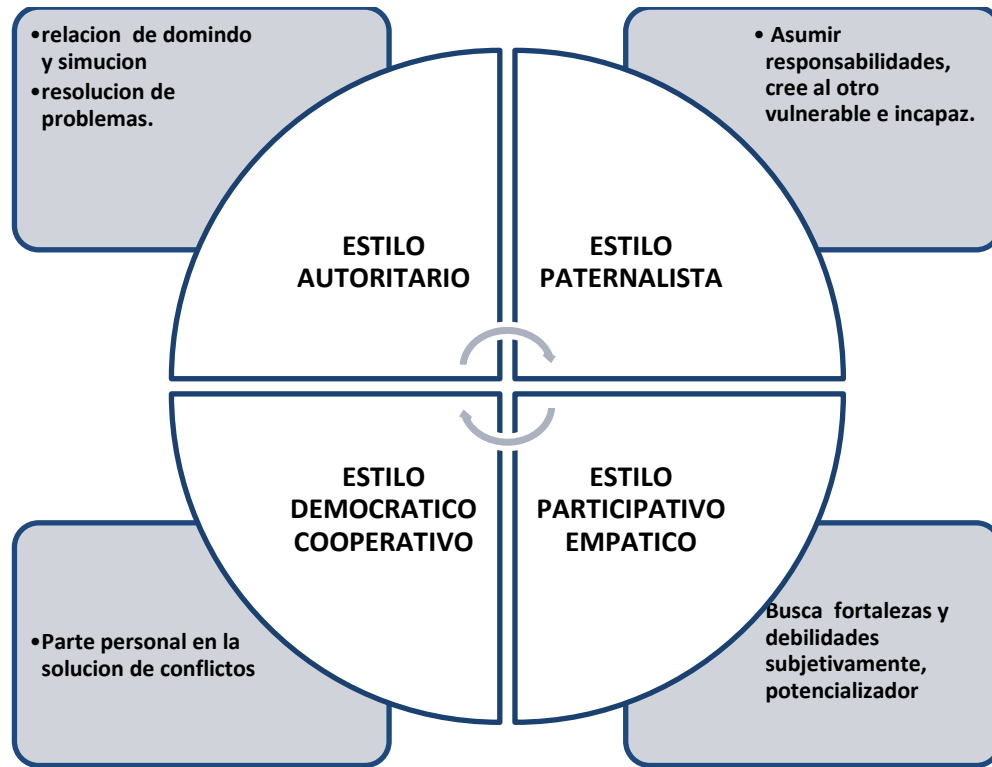 •relacion de domindo
y simucion
•resolucion de
problemas.
• Asumir
responsabilidades,
cree al otro
vulnerable e incapaz.
ESTILO
AUTORITARIO
ESTILO
PATERNALISTA
ESTILO
DEMOCRATICO
COOPERATIVO
ESTILO
PARTICIPATIVO
EMPATICO
•Parte personal en la
solucion de conflictos
Busca fortalezas y
debilidades
subjetivamente,
potencializador